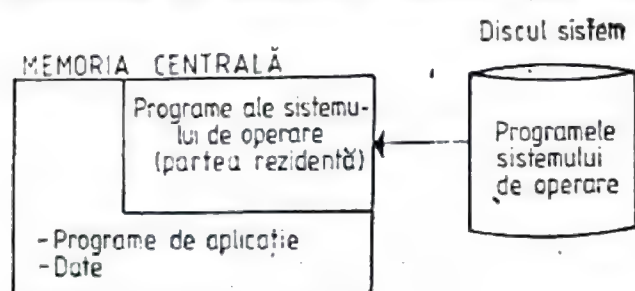 Discul sistem
MEMORIA CENTRALĂ
Programe ale sistemu-
lui de operare
(partea rezidentă)
Programele
sistemului
de operare
-Programe de aplicație
-Date